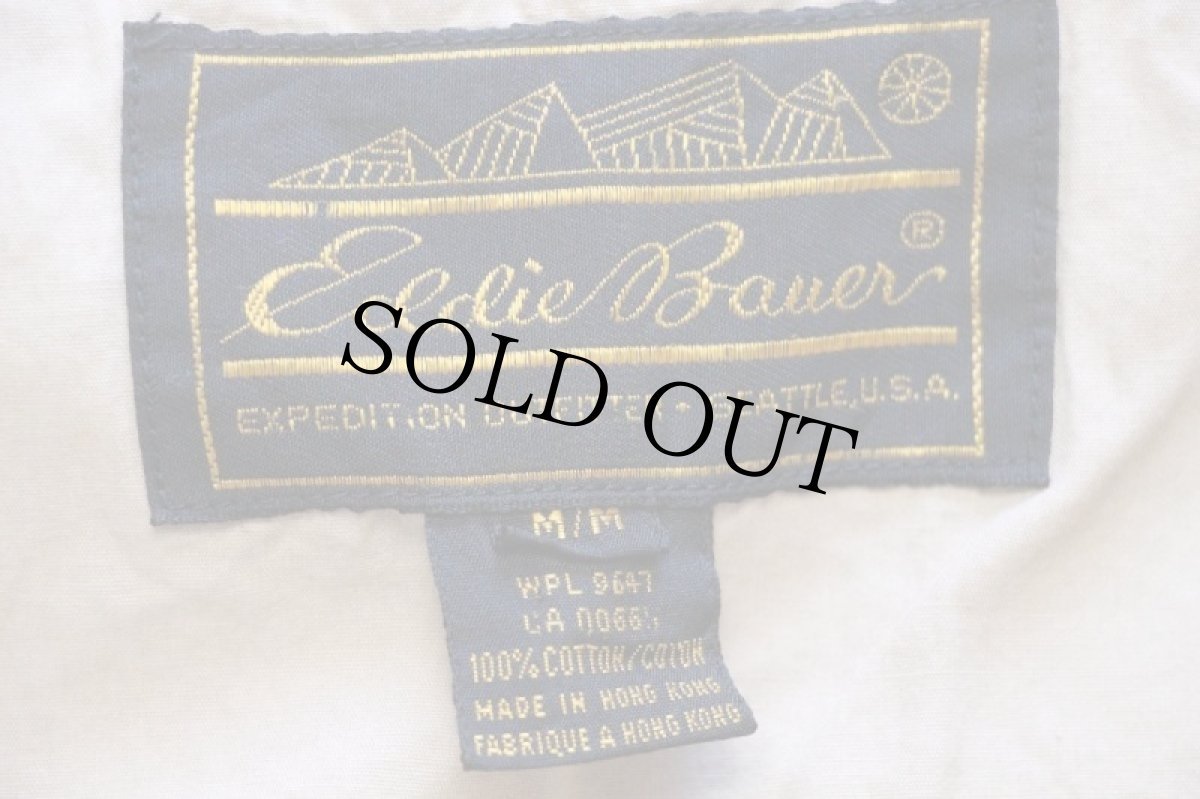 ®
Eddie Bauer
SOLD OUT
EXPEDITION OUTFITTER • SEATTLE, U.S.A.
M/M
WPL 9647
CA
100% COTTON/COTON
MADE IN HONG KONG
FABRIQUE A HONG KONG